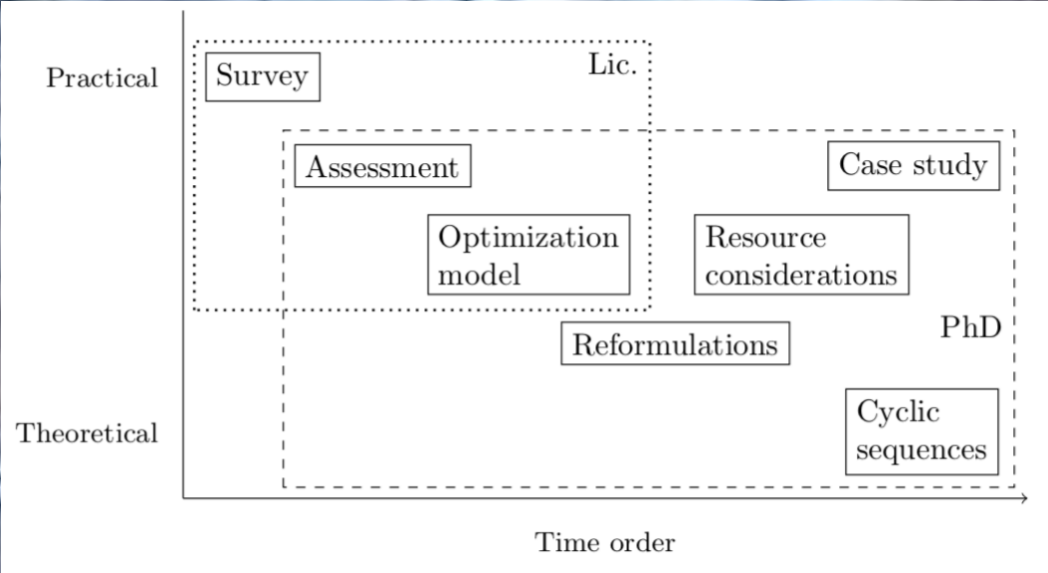 Practical
Survey
Lic.
Assessment
Case study
Optimization
model
Resource
considerations
PhD
Reformulations
Theoretical
Cyclic
sequences
Time order